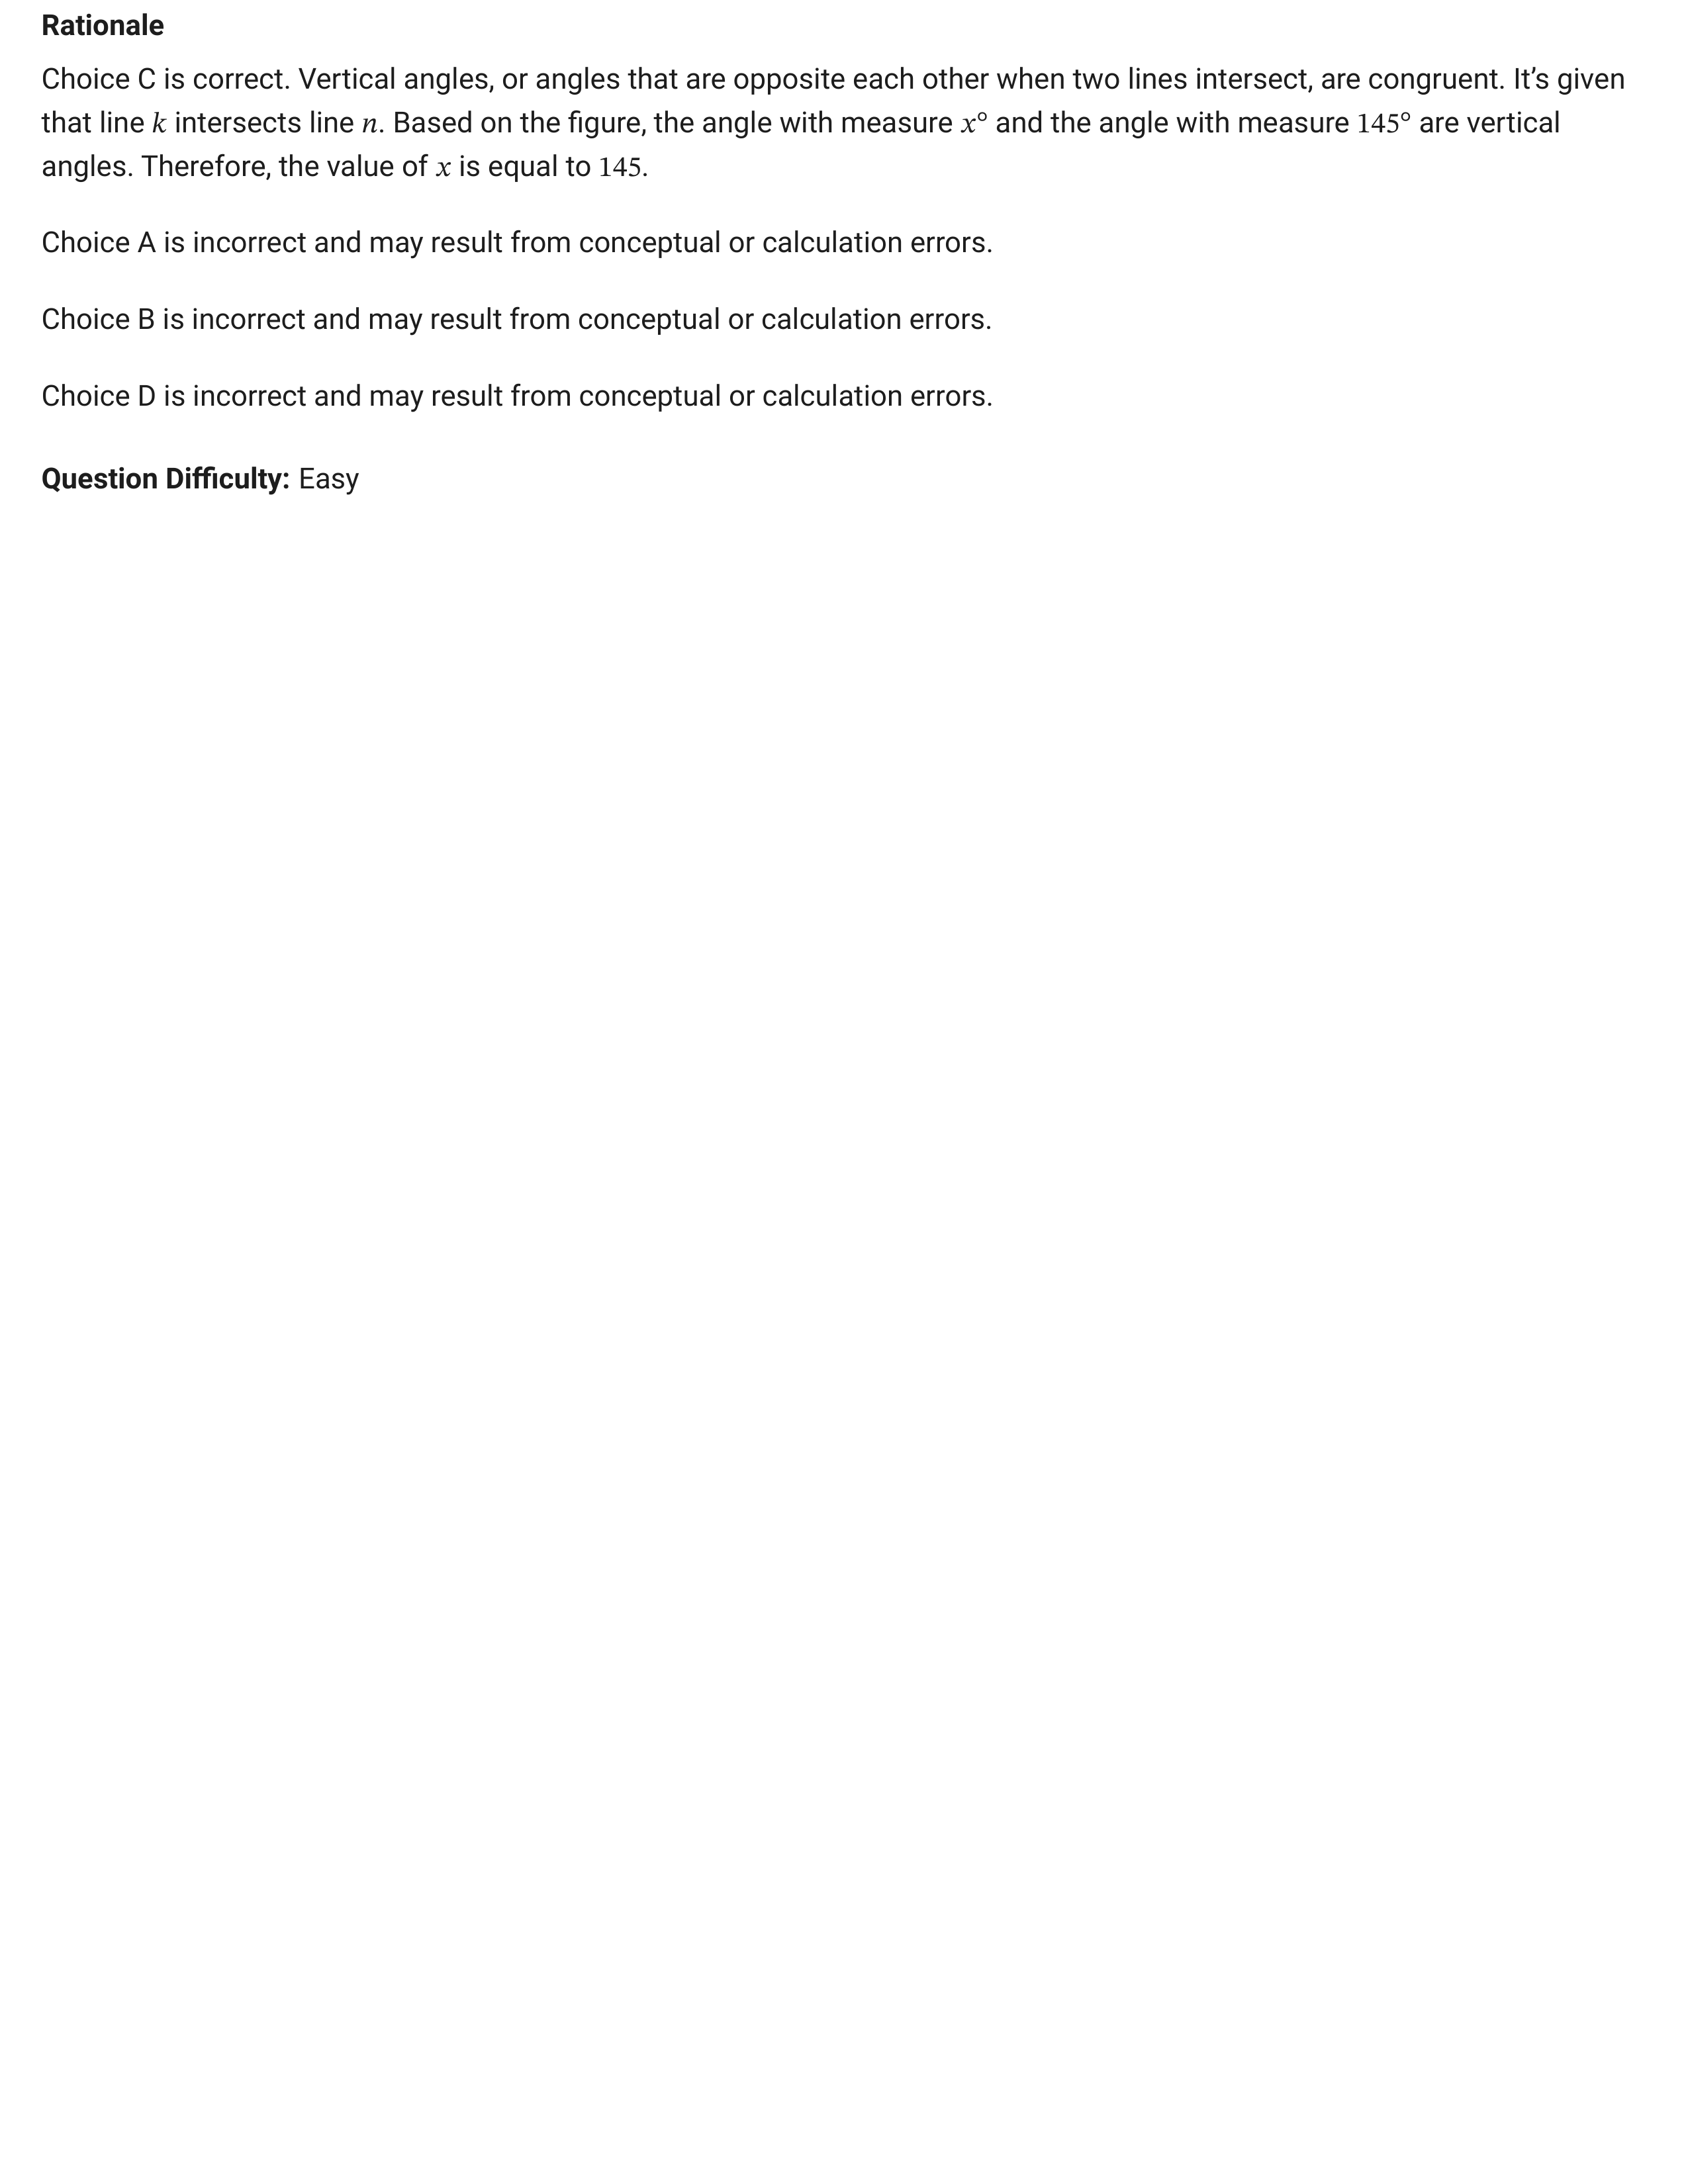 Rationale
Choice C is correct. Vertical angles, or angles that are opposite each other when two lines intersect, are congruent. It’s given
that line k intersects line n. Based on the figure, the angle with measure x° and the angle with measure 145° are vertical
angles. Therefore, the value of x is equal to 145.
Choice A is incorrect and may result from conceptual or calculation errors.
Choice B is incorrect and may result from conceptual or calculation errors.
Choice D is incorrect and may result from conceptual or calculation errors.
Question Difficulty: Easy